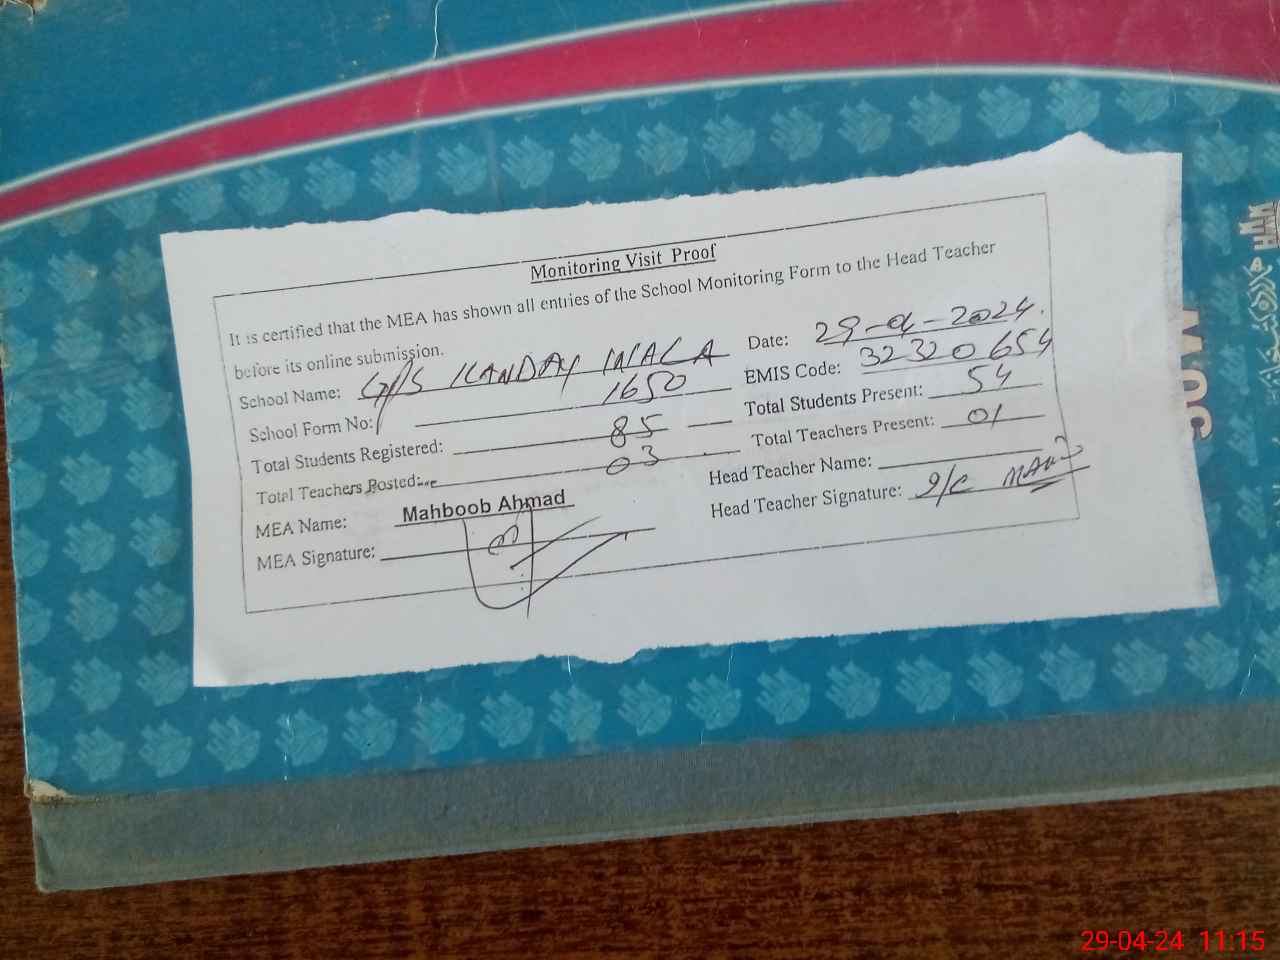 Monitoring Visit Proof
It is certified that the MEA has shown all entries of the School Monitoring Form to the Head Teacher
before its online submission.
School Name: G/P/S KANDAY WALA Date: 29-04-2024.
School Form No: 1650 EMIS Code: 32320654
Total Students Registered: 85 Total Students Present: 54
Total Teachers Posted: 03 Total Teachers Present: 01
MEA Name: Mahboob Ahmad Head Teacher Name:
MEA Signature: Head Teacher Signature: I/C
29-04-24 11:15